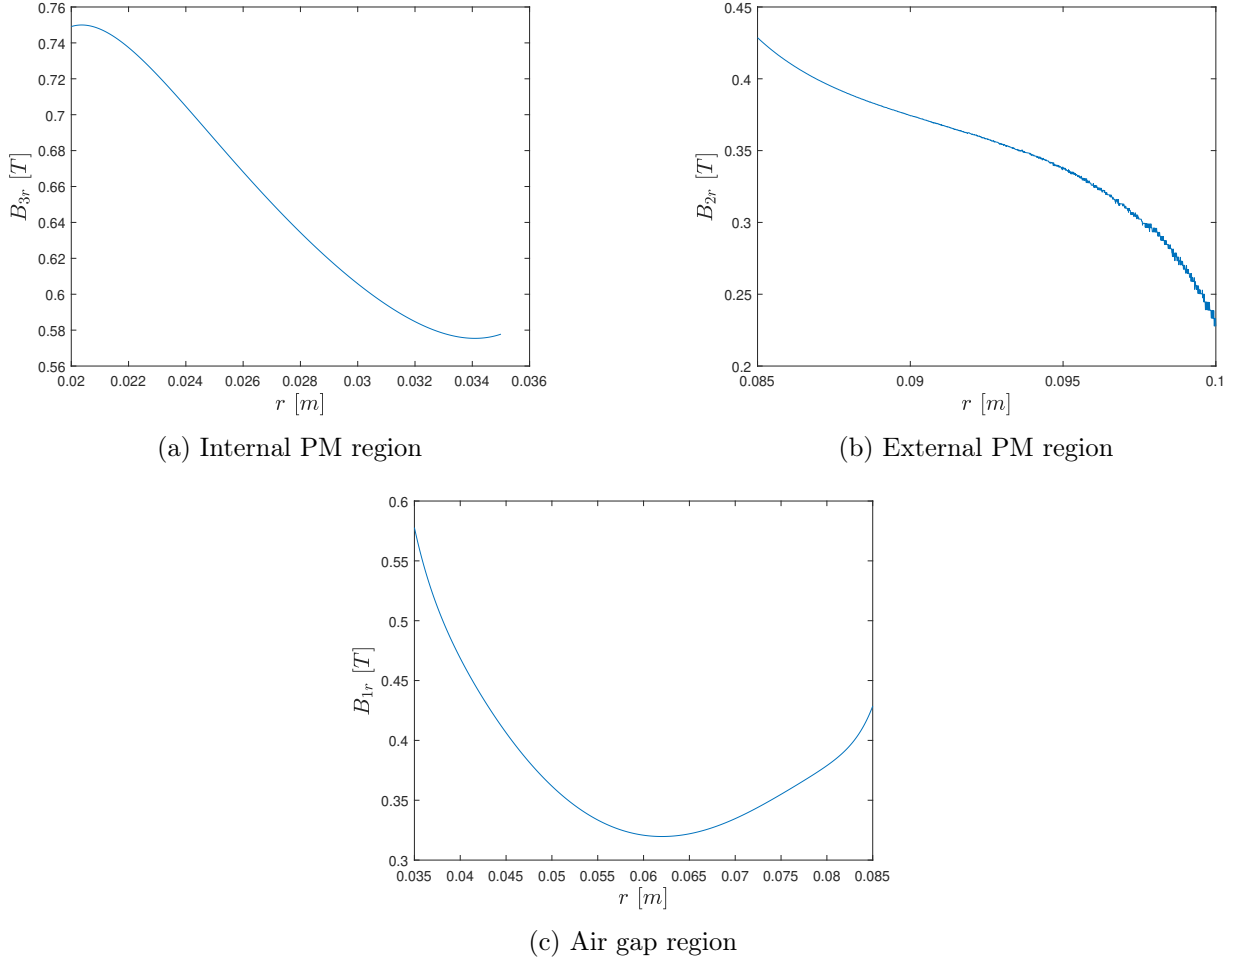 0.76
0.74
0.72
0.7
0.68
0.66
0.64
0.62
0.6
0.58
0.56
B3r [T]
0.02 0.022 0.024 0.026 0.028 0.03 0.032 0.034 0.036
r [m]
(a) Internal PM region
0.45
0.4
0.35
0.3
0.25
0.2
B2r [T]
0.085 0.09 0.095 0.1
r [m]
(b) External PM region
0.6
0.55
0.5
0.45
0.4
0.35
0.3
B1r [T]
0.035 0.04 0.045 0.05 0.055 0.06 0.065 0.07 0.075 0.08 0.085
r [m]
(c) Air gap region